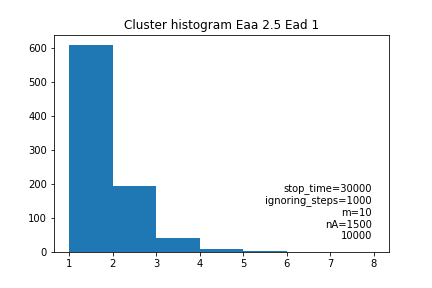 Cluster histogram Eaa 2.5 Ead 1
600
500
400
300
200
100
0
stop_time=30000
ignoring_steps=1000
m=10
nA=1500
10000
1 2 3 4 5 6 7 8